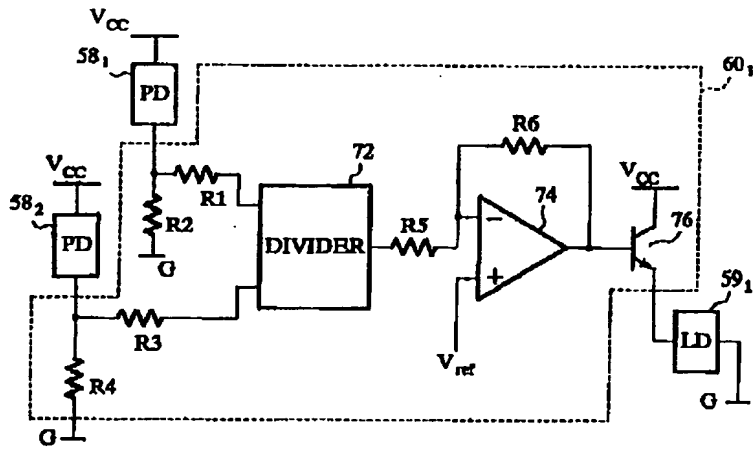 VCC
58₁
PD
60₁
VCC
58₂
PD
R1
R2
G
72
DIVIDER
R5
R6
74
−
+
Vref
VCC
76
59₁
LD
G
R3
R4
G